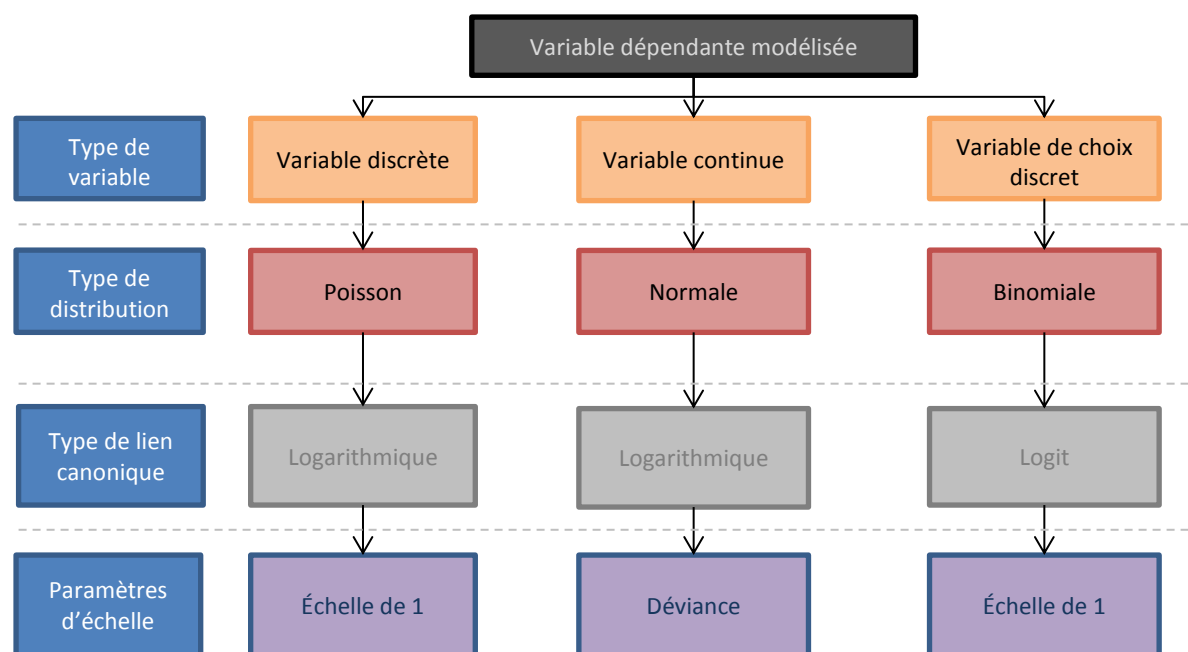 Variable dépendante modélisée
Type de
variable
Variable discrète
Variable continue
Variable de choix
discret
Type de
distribution
Poisson
Normale
Binomiale
Type de lien
canonique
Logarithmique
Logarithmique
Logit
Paramètres
d'échelle
Échelle de 1
Déviance
Échelle de 1